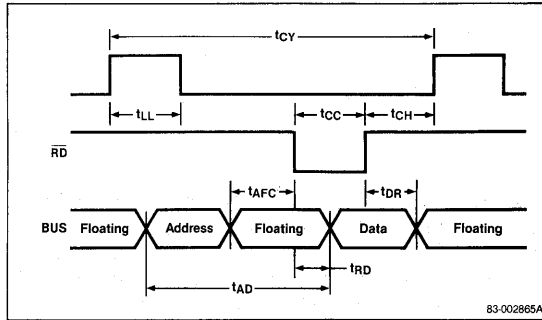 tCY
tLL
tCC
tCH
RD
tAFC
tDR
BUS Floating Address Floating Data Floating
tRD
tAD
83-002865A